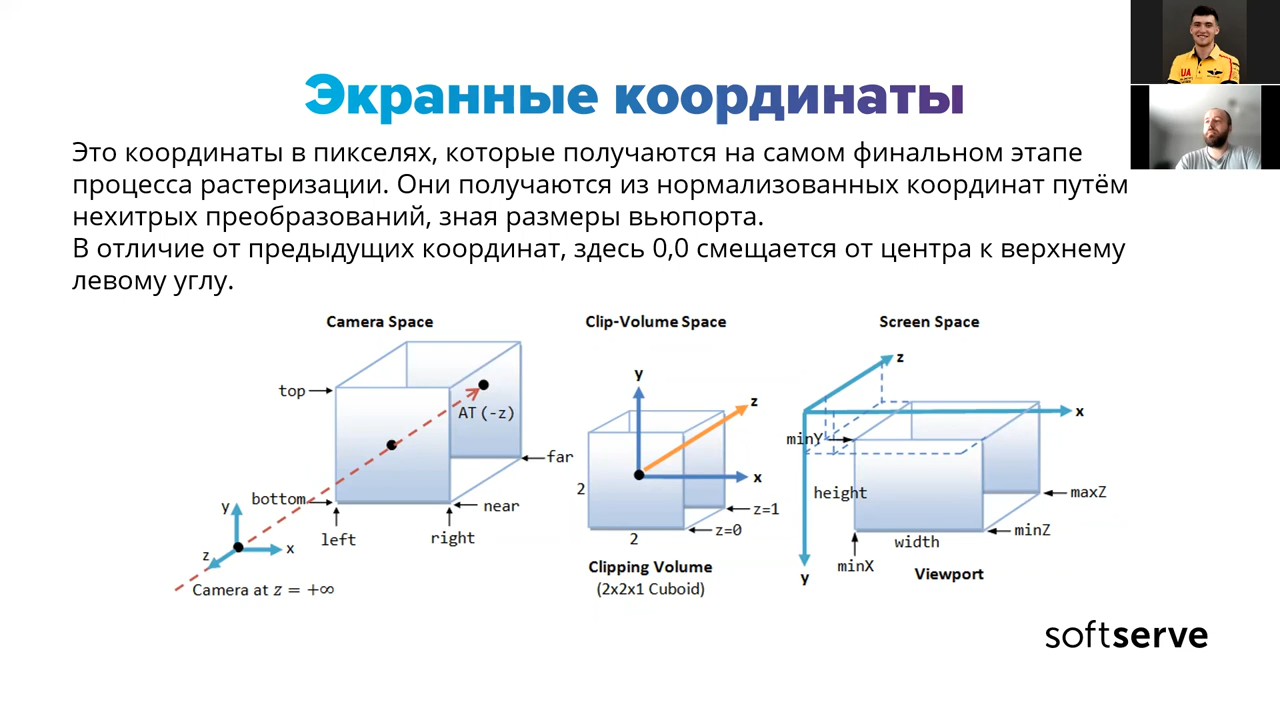 Экранные координаты
Это координаты в пикселях, которые получаются на самом финальном этапе
процесса растеризации. Они получаются из нормализованных координат путём
нехитрых преобразований, зная размеры вьюпорта.
В отличие от предыдущих координат, здесь 0,0 смещается от центра к верхнему
левому углу.
Camera Space
top
AT(-z)
far
bottom
near
left
right
y
x
z
Camera at z = +∞
Clip-Volume Space
y
z
x
2
z=1
z=0
2
Clipping Volume
(2x2x1 Cuboid)
Screen Space
z
x
minY
height
maxZ
minZ
width
minX
y
Viewport
softserve
UA